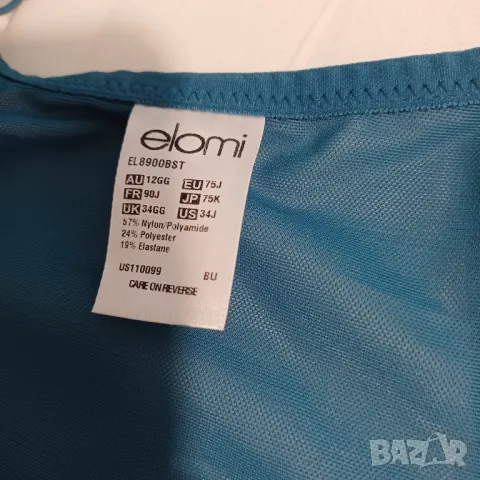 elomi
EL8900BST
AU 12GG EU 75J
FR 90J JP 75K
UK 34GG US 34J
57% Nylon/Polyamide
24% Polyester
19% Elastane
US110099 BU
CARE ON REVERSE
BAZAR